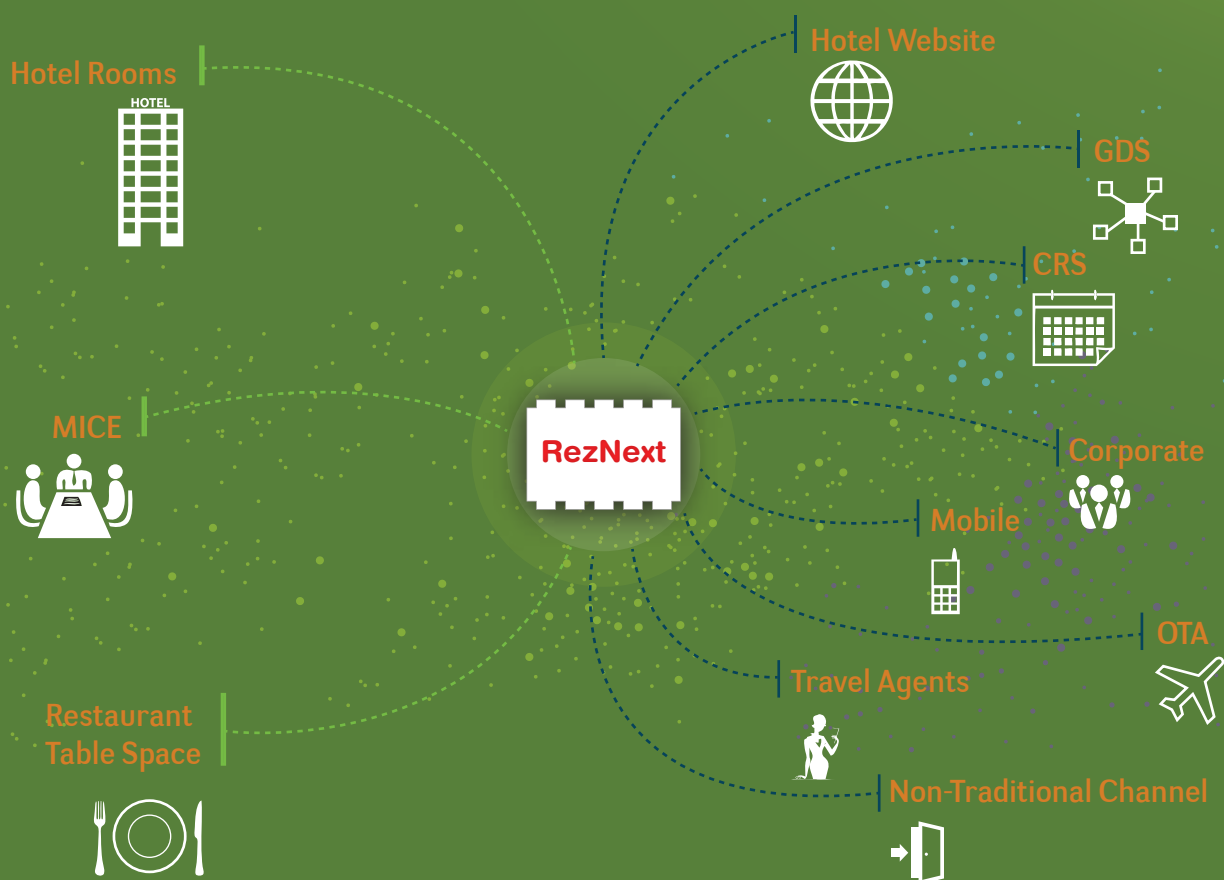 Hotel Rooms
HOTEL
MICE
Restaurant
Table Space
RezNext
Hotel Website
GDS
CRS
Corporate
Mobile
OTA
Travel Agents
Non-Traditional Channel